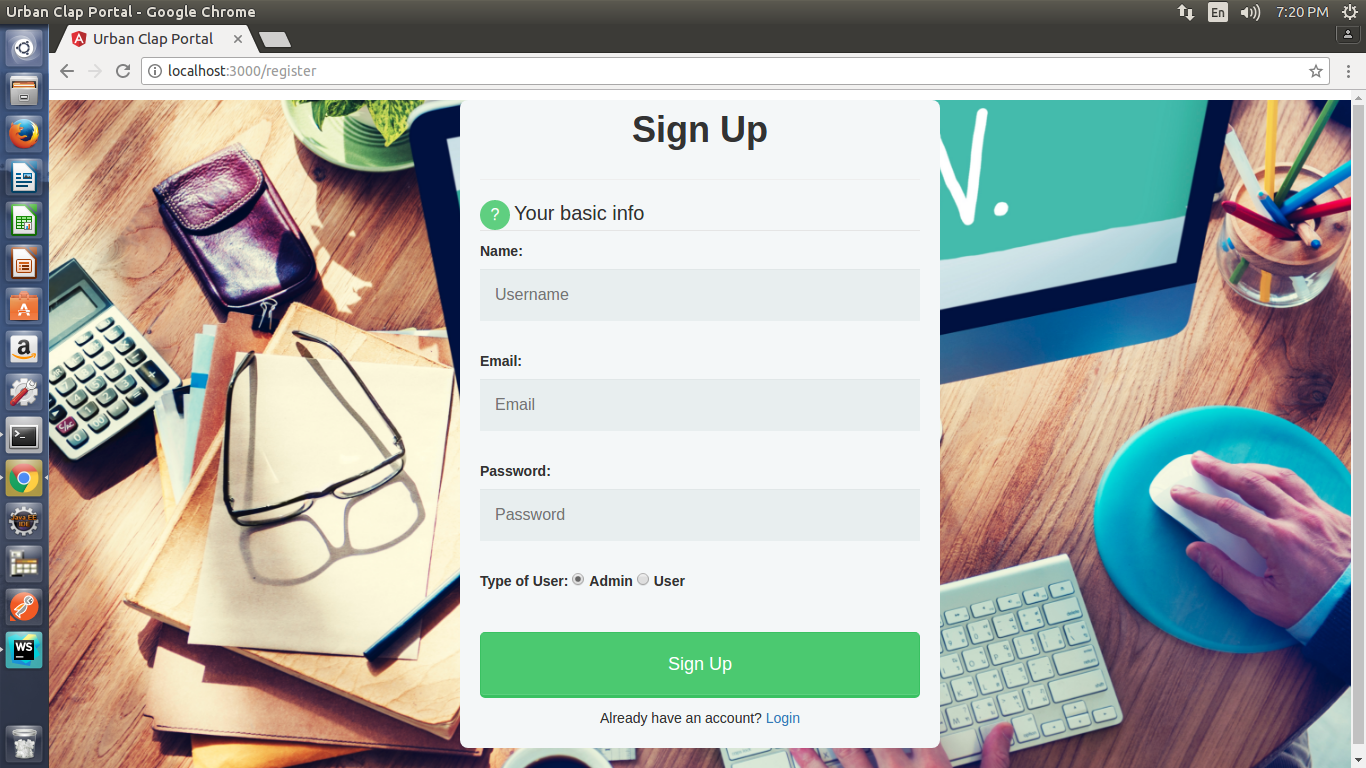 Urban Clap Portal - Google Chrome
En
7:20 PM
Urban Clap Portal
localhost:3000/register
Sign Up
? Your basic info
Name:
Username
Email:
Email
Password:
Password
Type of User: Admin User
Sign Up
Already have an account? Login
N.
WS